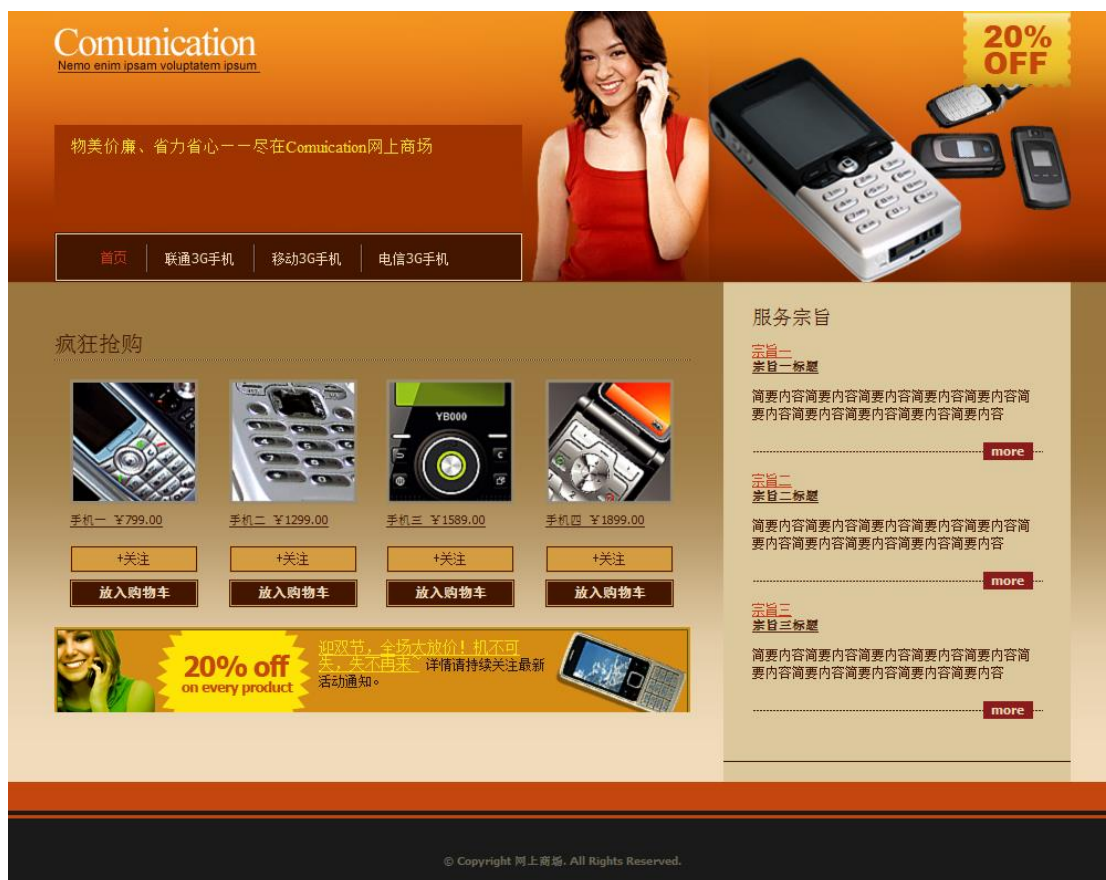 Comunication
Nemo enim ipsam voluptatem ipsum
20%
OFF
物美价廉、省力省心——尽在Comuication网上商场
首页 联通3G手机 移动3G手机 电信3G手机
疯狂抢购
YB000
手机一 ¥799.00
+关注
放入购物车
手机二 ¥1299.00
+关注
放入购物车
手机三 ¥1589.00
+关注
放入购物车
手机四 ¥1899.00
+关注
放入购物车
20% off
on every product
迎双节，全场大放价！机不可
失，失不再来 详情请持续关注最新
活动通知。
服务宗旨
宗旨一
宗旨一标题
简要内容简要内容简要内容简要内容简要内容简
要内容简要内容简要内容简要内容简要内容
more
宗旨二
宗旨二标题
简要内容简要内容简要内容简要内容简要内容简
要内容简要内容简要内容简要内容简要内容
more
宗旨三
宗旨三标题
简要内容简要内容简要内容简要内容简要内容简
要内容简要内容简要内容简要内容简要内容
more
© Copyright 网上商场. All Rights Reserved.